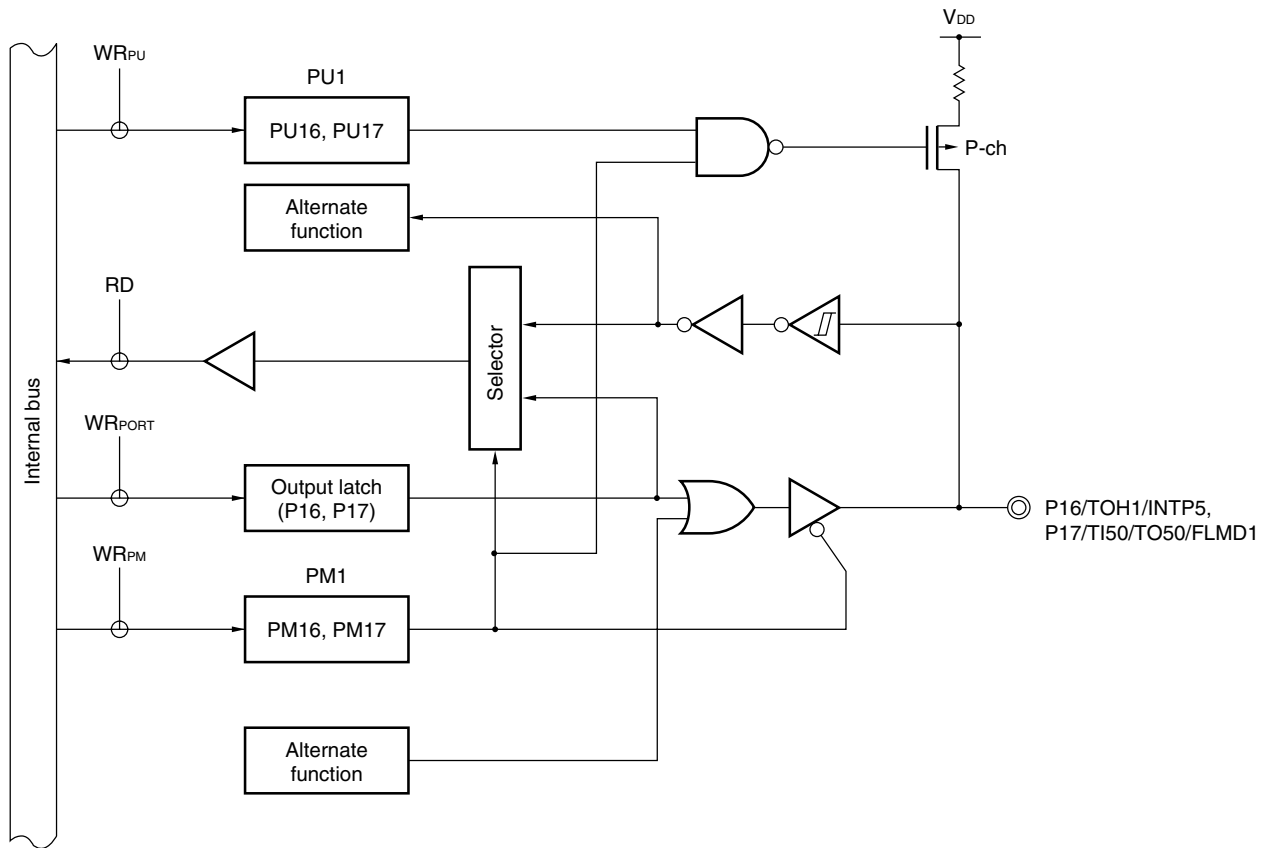 VDD
WRPU
PU1
PU16, PU17
P-ch
Alternate
function
RD
Selector
Internal bus
WRPORT
Output latch
(P16, P17)
P16/TOH1/INTP5,
P17/TI50/TO50/FLMD1
WRPM
PM1
PM16, PM17
Alternate
function